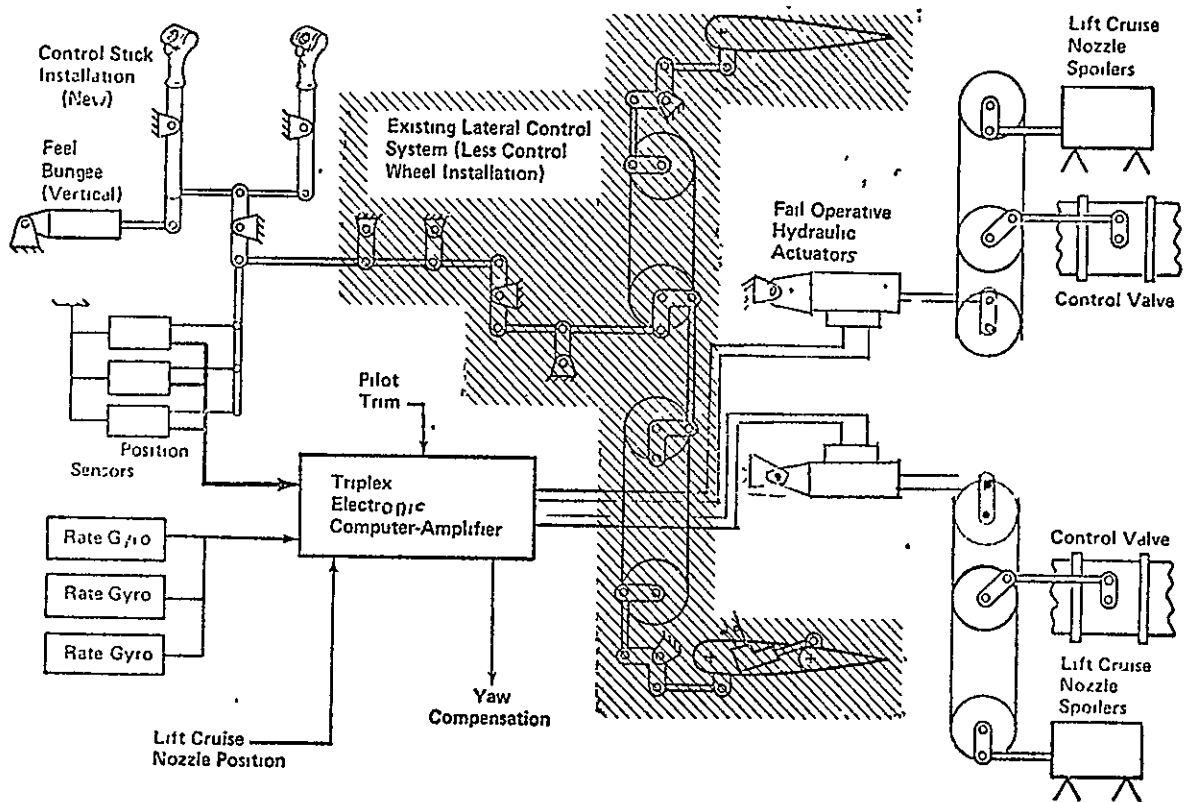 Control Stick
Installation
(New)
Feel
Bungee
(Vertical)
Existing Lateral Control
System (Less Control
Wheel Installation)
Lift Cruise
Nozzle
Spoilers
Fail Operative
Hydraulic
Actuators
Control Valve
Pilot
Trim
Position
Sensors
Triplex
Electronic
Computer-Amplifier
Rate Gyro
Rate Gyro
Rate Gyro
Control Valve
Lift Cruise
Nozzle
Spoilers
Yaw
Compensation
Lift Cruise
Nozzle Position